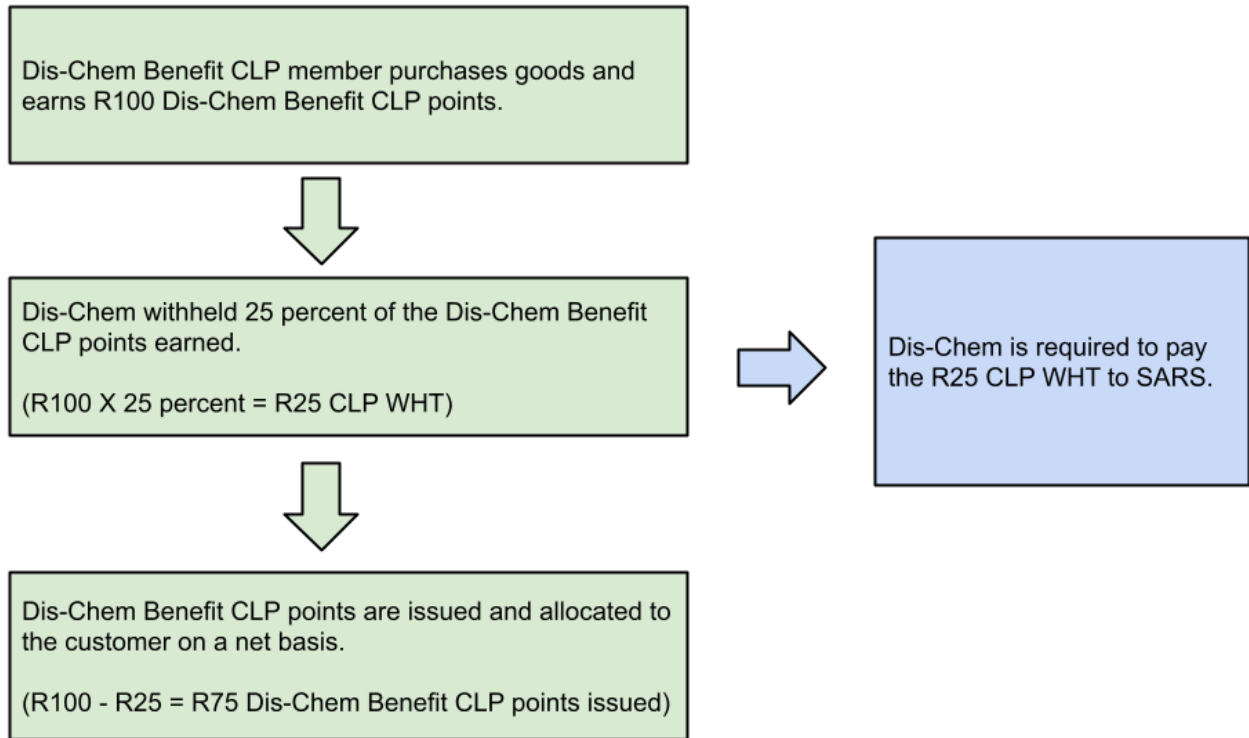 Dis-Chem Benefit CLP member purchases goods and
earns R100 Dis-Chem Benefit CLP points.
Dis-Chem withheld 25 percent of the Dis-Chem Benefit
CLP points earned.
(R100 X 25 percent = R25 CLP WHT)
Dis-Chem is required to pay
the R25 CLP WHT to SARS.
Dis-Chem Benefit CLP points are issued and allocated to
the customer on a net basis.
(R100 - R25 = R75 Dis-Chem Benefit CLP points issued)